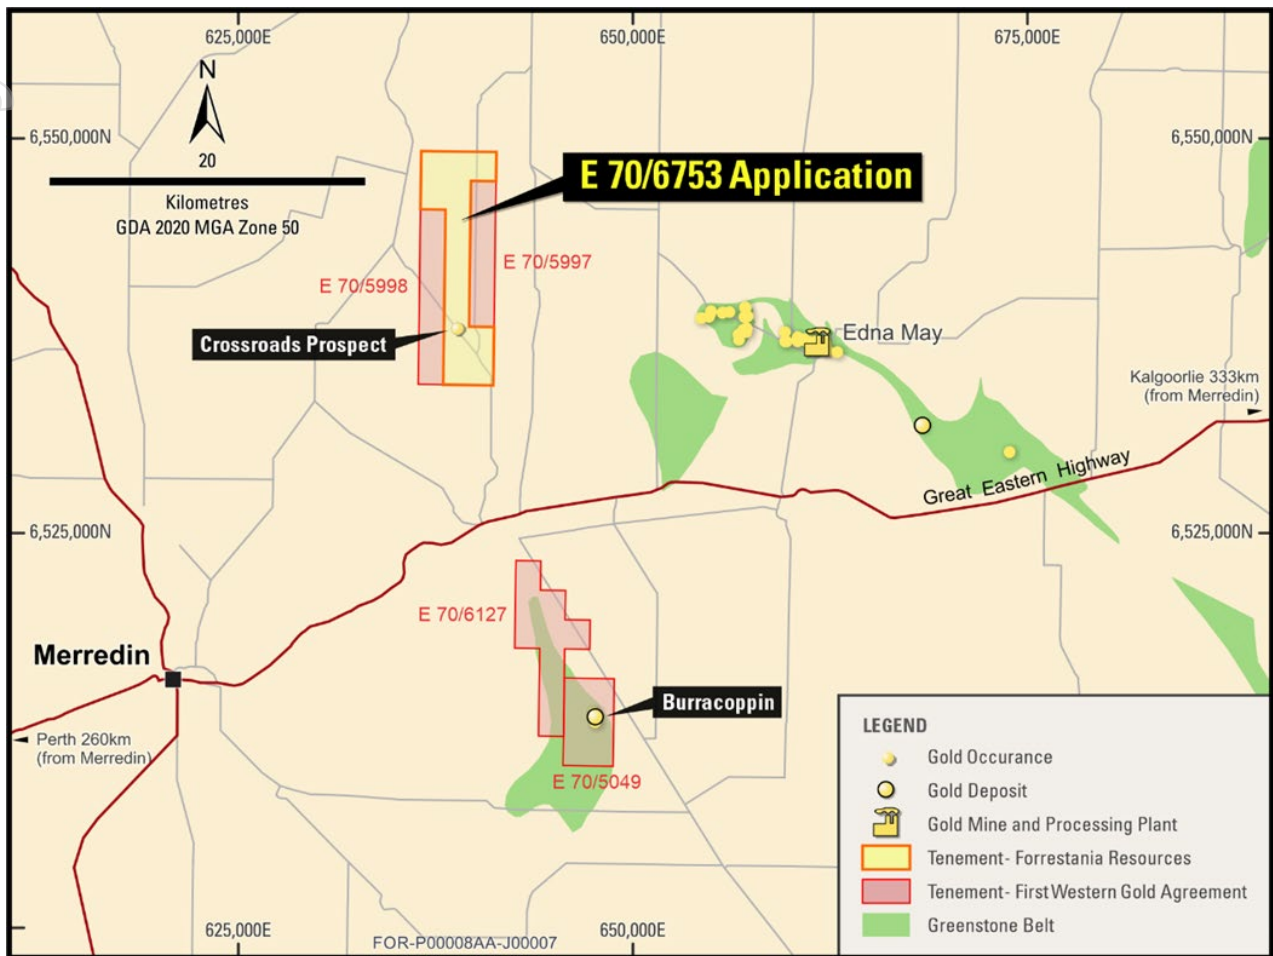 625,000E
650,000E
675,000E
N
6,550,000N
6,550,000N
20
Kilometres
GDA 2020 MGA Zone 50
E 70/6753 Application
E 70/5997
E 70/5998
Crossroads Prospect
Edna May
Kalgoorlie 333km
(from Merredin)
Great Eastern Highway
6,525,000N
6,525,000N
E 70/6127
Merredin
Burracoppin
Perth 260km
(from Merredin)
E 70/5049
LEGEND
Gold Occurance
Gold Deposit
Gold Mine and Processing Plant
Tenement- Forrestania Resources
Tenement- First Western Gold Agreement
Greenstone Belt
625,000E
650,000E
FOR-P00008AA-J00007